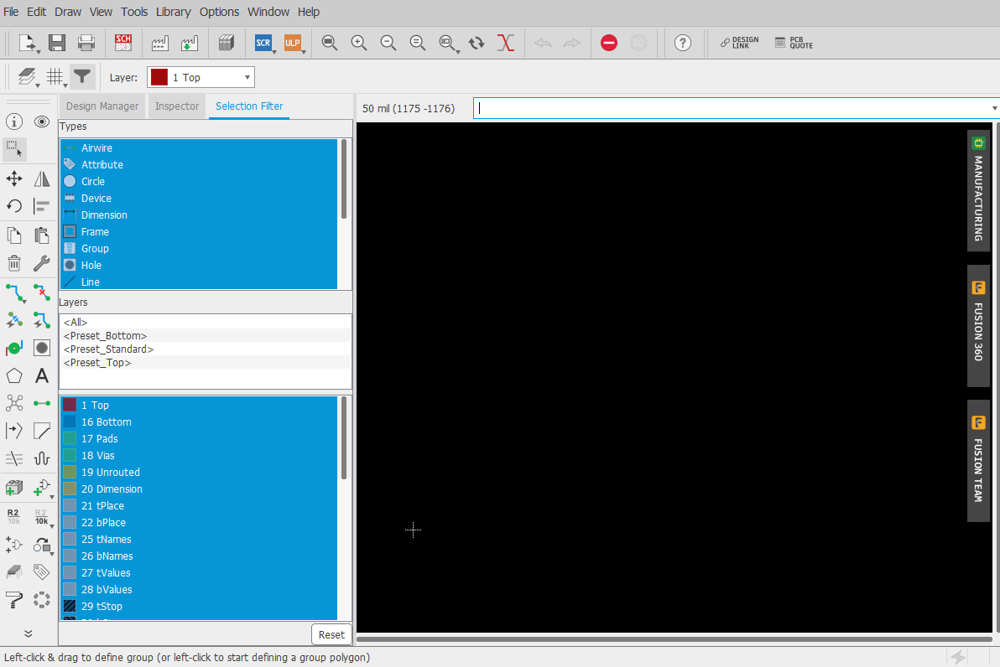 File Edit Draw View Tools Library Options Window Help
SCH
BRD
SCR
ULP
GO
DESIGN
LINK
PCB
QUOTE
Layer: 1 Top
Design Manager Inspector Selection Filter
50 mil (1175 -1176)
Types
Airwire
Attribute
Circle
Device
Dimension
Frame
Group
Hole
Line
Layers
<All>
<Preset_Bottom>
<Preset_Standard>
<Preset_Top>
1 Top
16 Bottom
17 Pads
18 Vias
19 Unrouted
20 Dimension
21 tPlace
22 bPlace
25 tNames
26 bNames
27 tValues
28 bValues
29 tStop
Reset
R2
10k
R2
10k
MANUFACTURING
FUSION 360
FUSION TEAM
Left-click & drag to define group (or left-click to start defining a group polygon)